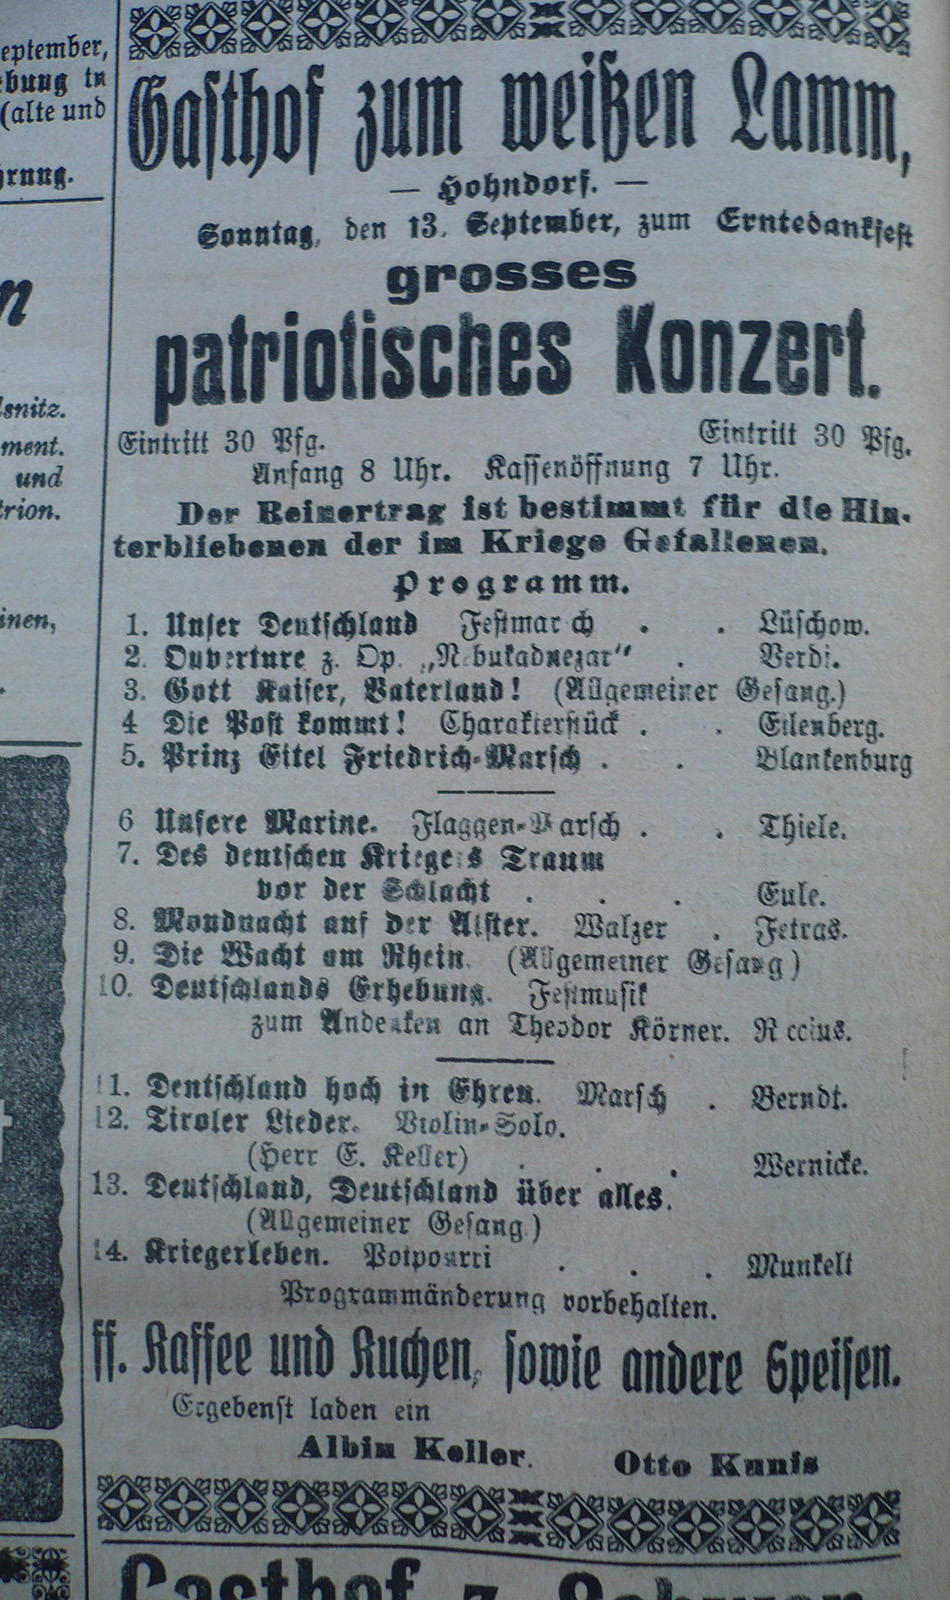 eptember,
ebung in
(alte und
hrung.
n
lsnitz.
ment.
und
trion.
inen,
Gasthof zum weißen Lamm,
— Hohndorf. —
Sonntag, den 13. September, zum Erntedankfest
grosses
patriotisches Konzert.
Eintritt 30 Pfg. Eintritt 30 Pfg.
Anfang 8 Uhr. Kassenöffnung 7 Uhr.
Der Reinertrag ist bestimmt für die Hin-
terbliebenen der im Kriege Gefallenen.
Programm.
1. Unser Deutschland Festmarsch . . Lüschow.
2. Ouverture z. Op. „Nebukadnezar“ . Verdi.
3. Gott Kaiser, Vaterland! (Allgemeiner Gesang.)
4 Die Post kommt! Charakterstück . . Eilenberg.
5. Prinz Eitel Friedrich-Marsch . . Blankenburg
6 Unsere Marine. Flaggen-Marsch . . Thiele.
7. Des deutschen Kriegers Traum
vor der Schlacht . . . Eule.
8. Mondnacht auf der Alster. Walzer . Fetras.
9. Die Wacht am Rhein. (Allgemeiner Gesang)
10. Deutschlands Erhebung. Festmusik
zum Andenken an Theodor Körner. Reccius.
11. Deutschland hoch in Ehren. Marsch . Berndt.
12. Tiroler Lieder. Violin-Solo.
(Herr E. Keller) . . . Wernicke.
13. Deutschland, Deutschland über alles.
(Allgemeiner Gesang.)
14. Kriegerleben. Potpourri . . . Munkelt
Programmänderung vorbehalten.
ff. Kaffee und Kuchen, sowie andere Speisen.
Ergebenst laden ein
Albin Keller. Otto Kunis
Gasthof z.